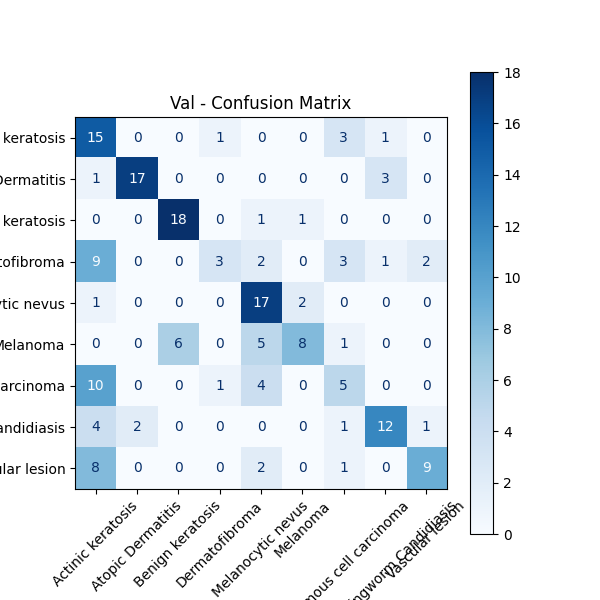 Val - Confusion Matrix
keratosis 15 0 0 1 0 0 3 1 0
Dermatitis 1 17 0 0 0 0 0 3 0
keratosis 0 0 18 0 1 1 0 0 0
tofibroma 9 0 0 3 2 0 3 1 2
ytic nevus 1 0 0 0 17 2 0 0 0
Melanoma 0 0 6 0 5 8 1 0 0
arcinoma 10 0 0 1 4 0 5 0 0
andidiasis 4 2 0 0 0 0 1 12 1
ular lesion 8 0 0 0 2 0 1 0 9
Actinic keratosis
Atopic Dermatitis
Benign keratosis
Dermatofibroma
Melanocytic nevus
Melanoma
mous cell carcinoma
ingworm Candidiasis
Vascular lesion
18
16
14
12
10
8
6
4
2
0